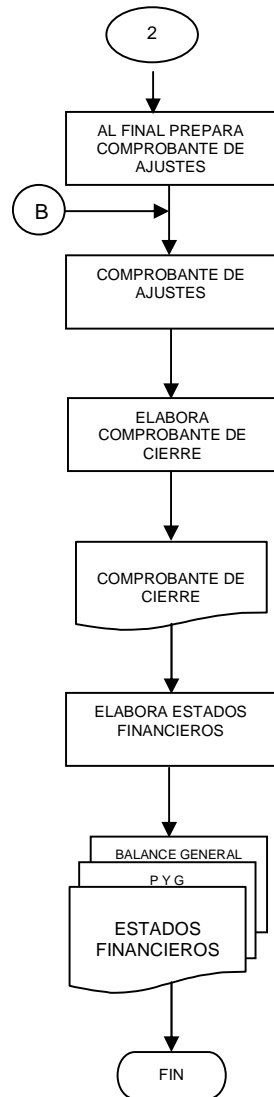 2
AL FINAL PREPARA
COMPROBANTE DE
AJUSTES
B
COMPROBANTE DE
AJUSTES
ELABORA
COMPROBANTE DE
CIERRE
COMPROBANTE DE
CIERRE
ELABORA ESTADOS
FINANCIEROS
BALANCE GENERAL
P Y G
ESTADOS
FINANCIEROS
FIN